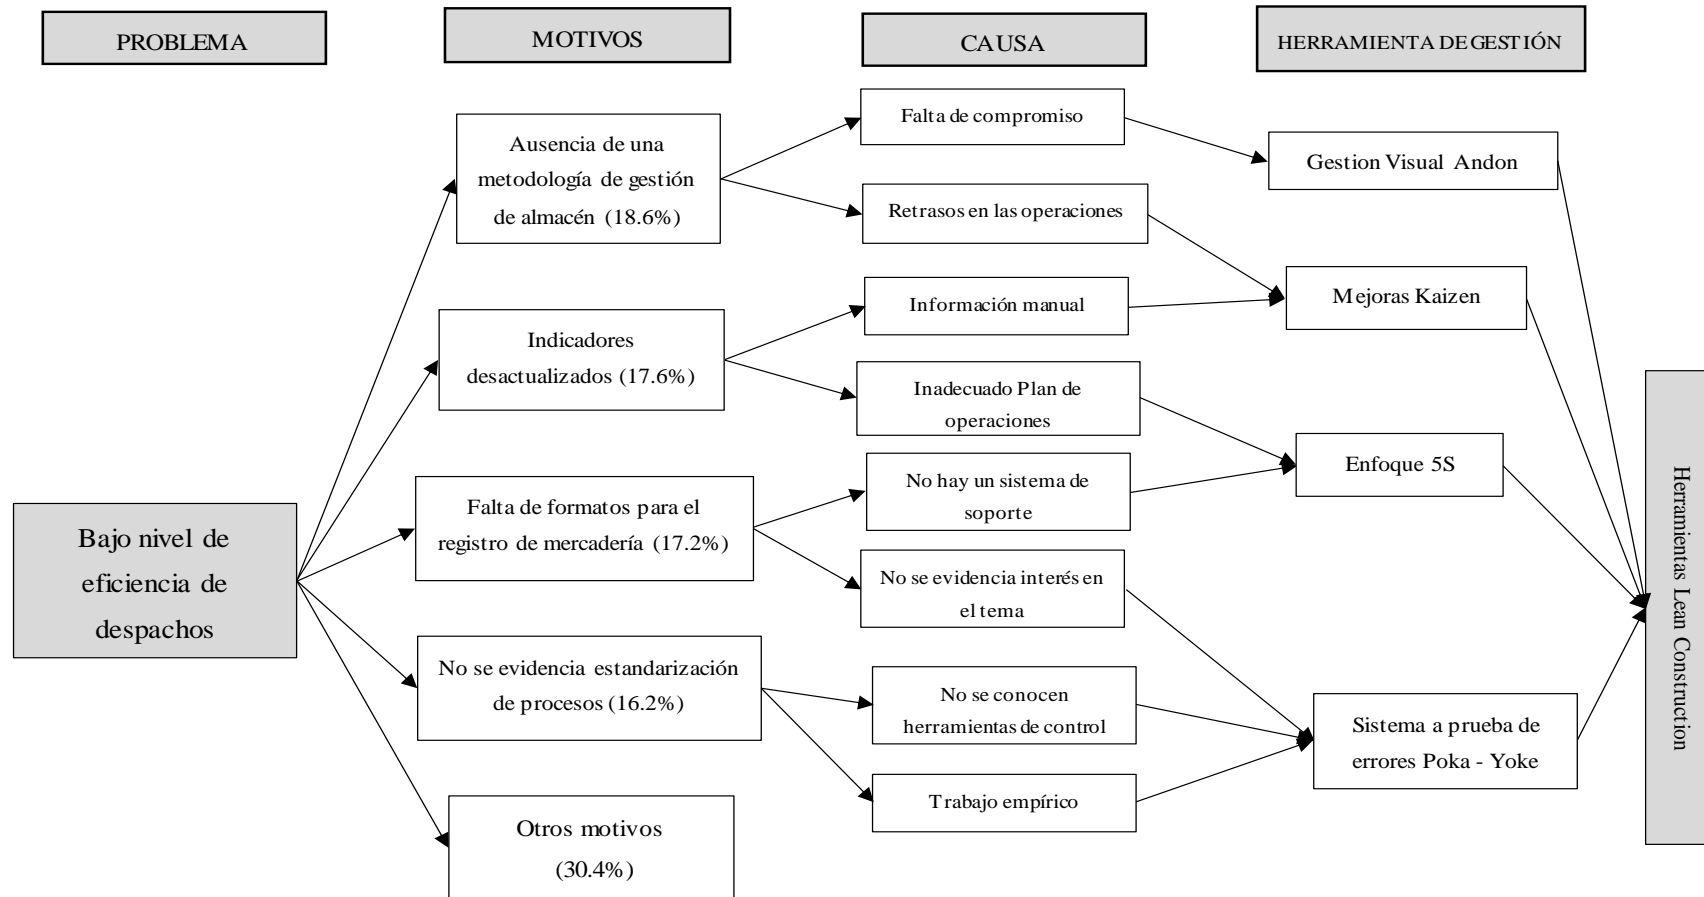 PROBLEMA
MOTIVOS
CAUSA
HERRAMIENTA DE GESTIÓN
Bajo nivel de
eficiencia de
despachos
Ausencia de una
metodología de gestión
de almacén (18.6%)
Indicadores
desactualizados (17.6%)
Falta de formatos para el
registro de mercadería (17.2%)
No se evidencia estandarización
de procesos (16.2%)
Otros motivos
(30.4%)
Falta de compromiso
Retrasos en las operaciones
Información manual
Inadecuado Plan de
operaciones
No hay un sistema de
soporte
No se evidencia interés en
el tema
No se conocen
herramientas de control
Trabajo empírico
Gestion Visual Andon
Mejoras Kaizen
Enfoque 5S
Sistema a prueba de
errores Poka - Yoke
Herramientas Lean Construction